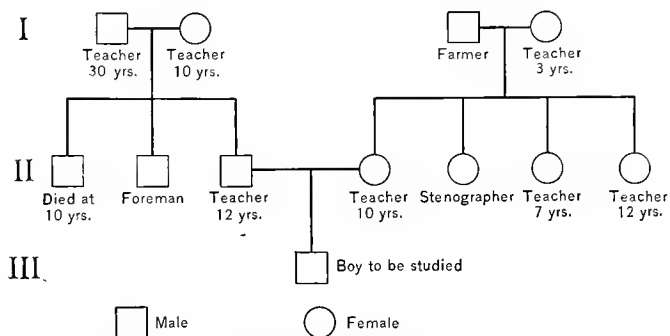 I
Teacher Teacher Farmer Teacher
30 yrs. 10 yrs. 3 yrs.
II
Died at Foreman Teacher Teacher Stenographer Teacher Teacher
10 yrs. 12 yrs. 10 yrs. 7 yrs. 12 yrs.
III
Boy to be studied
Male Female